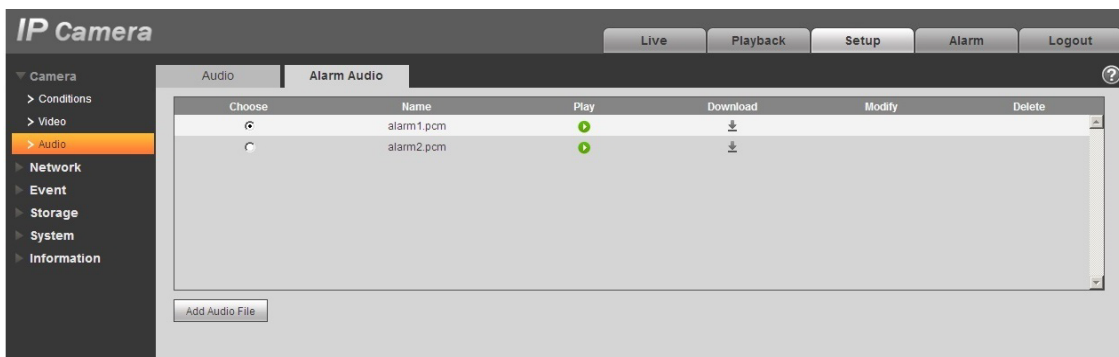 IP Camera
Live Playback Setup Alarm Logout
Camera
Conditions
Video
Audio
Network
Event
Storage
System
Information
Audio Alarm Audio
?
Choose Name Play Download Modify Delete
alarm1.pcm
alarm2.pcm
Add Audio File